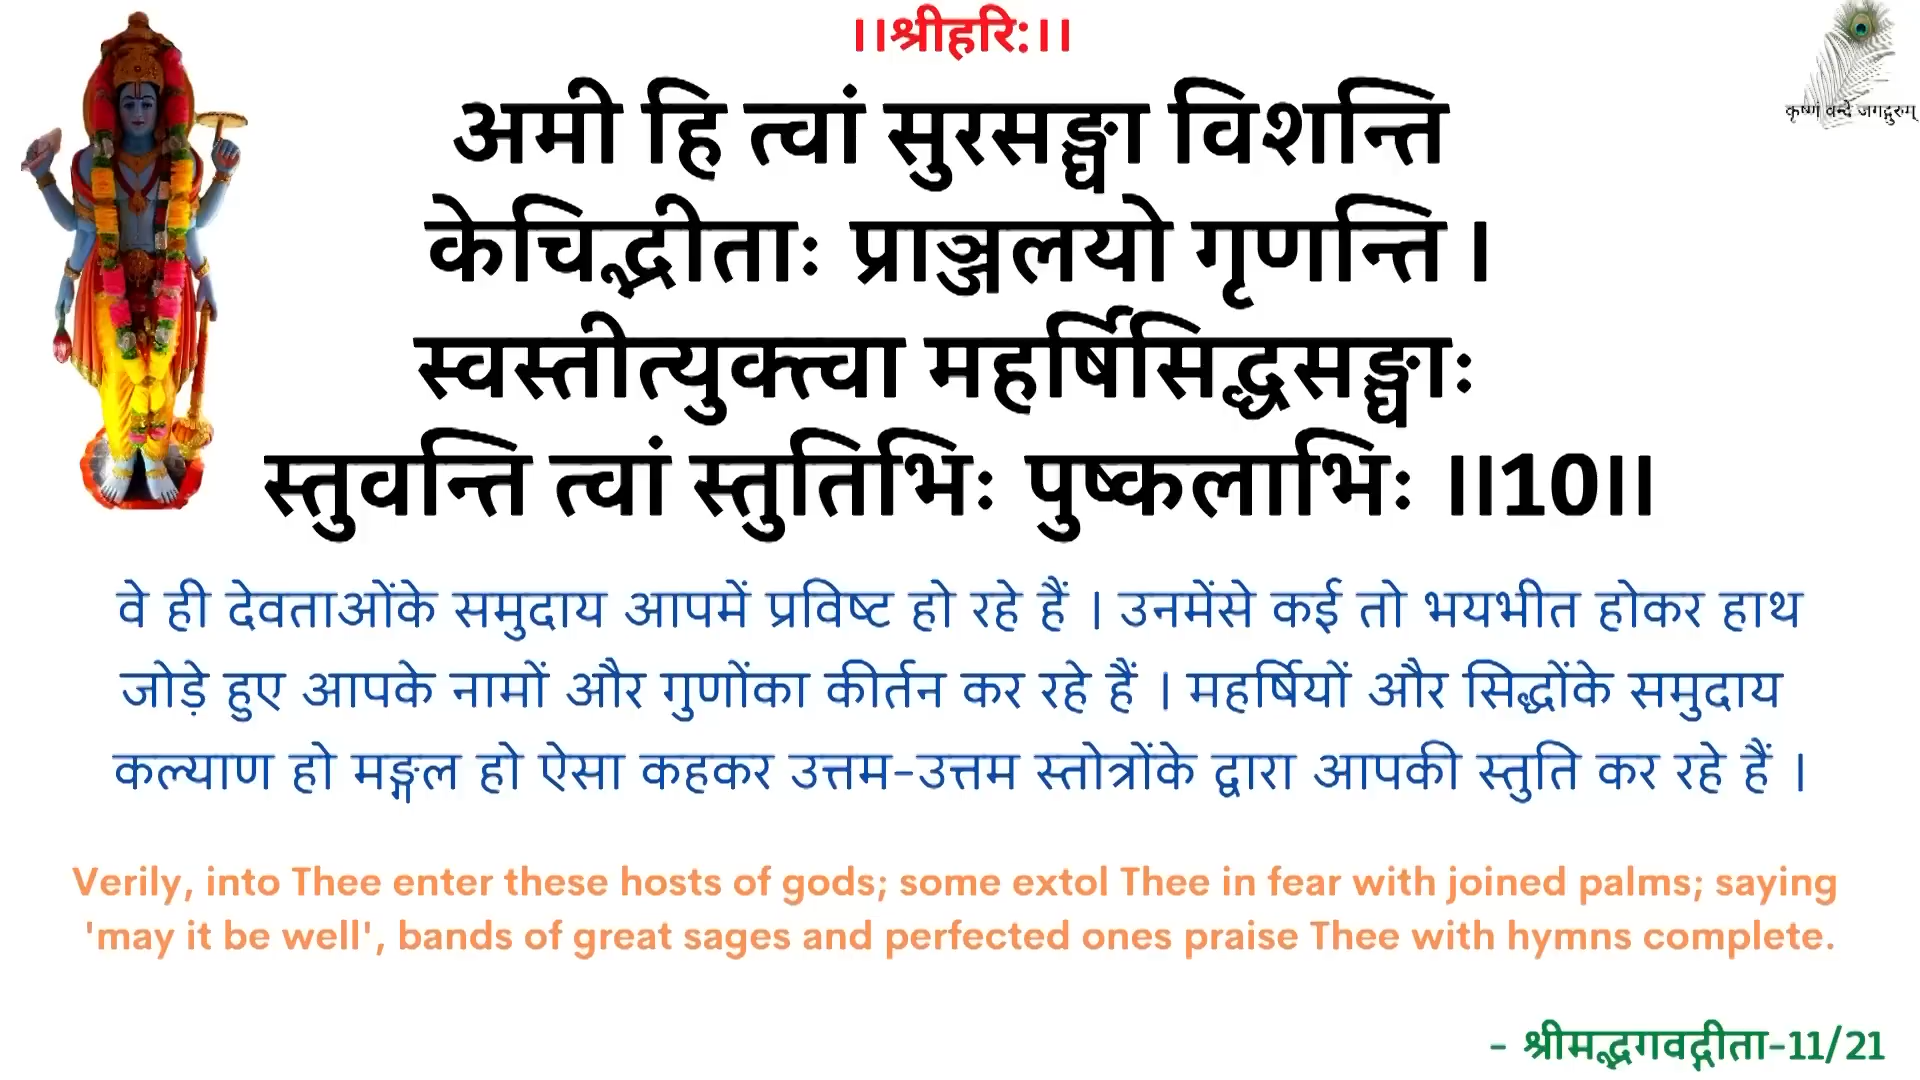 ।।श्रीहरि:।।
कृष्णं वन्दे जगद्गुरुम्
अमी हि त्वां सुरसङ्घा विशन्ति
केचिद्भीताः प्राञ्जलयो गृणन्ति ।
स्वस्तीत्युक्त्वा महर्षिसिद्धसङ्घाः
स्तुवन्ति त्वां स्तुतिभिः पुष्कलाभिः ।।10।।
वे ही देवताओंके समुदाय आपमें प्रविष्ट हो रहे हैं । उनमेंसे कई तो भयभीत होकर हाथ
जोड़े हुए आपके नामों और गुणोंका कीर्तन कर रहे हैं । महर्षियों और सिद्धोंके समुदाय
कल्याण हो मङ्गल हो ऐसा कहकर उत्तम-उत्तम स्तोत्रोंके द्वारा आपकी स्तुति कर रहे हैं ।
Verily, into Thee enter these hosts of gods; some extol Thee in fear with joined palms; saying
'may it be well', bands of great sages and perfected ones praise Thee with hymns complete.
- श्रीमद्भगवद्गीता-11/21